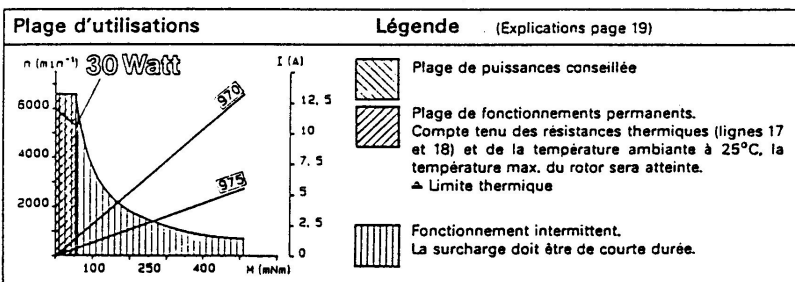 Plage d'utilisations
Légende (Explications page 19)
n (min⁻¹)
30 Watt
I (A)
6000
4000
2000
970
975
12,5
10
7,5
5
2,5
0
100 250 400 M (mNm)
Plage de puissances conseillée
Plage de fonctionnements permanents.
Compte tenu des résistances thermiques (lignes 17
et 18) et de la température ambiante à 25°C, la
température max. du rotor sera atteinte.
≙ Limite thermique
Fonctionnement intermittent.
La surcharge doit être de courte durée.